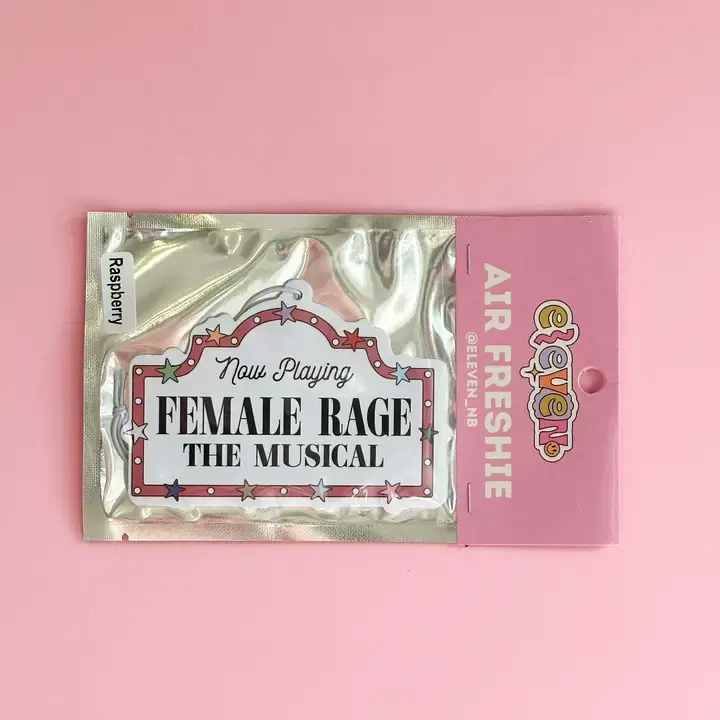 Raspberry
Now Playing
FEMALE RAGE
THE MUSICAL
eleven
AIR FRESHIE
@ELEVEN_NB